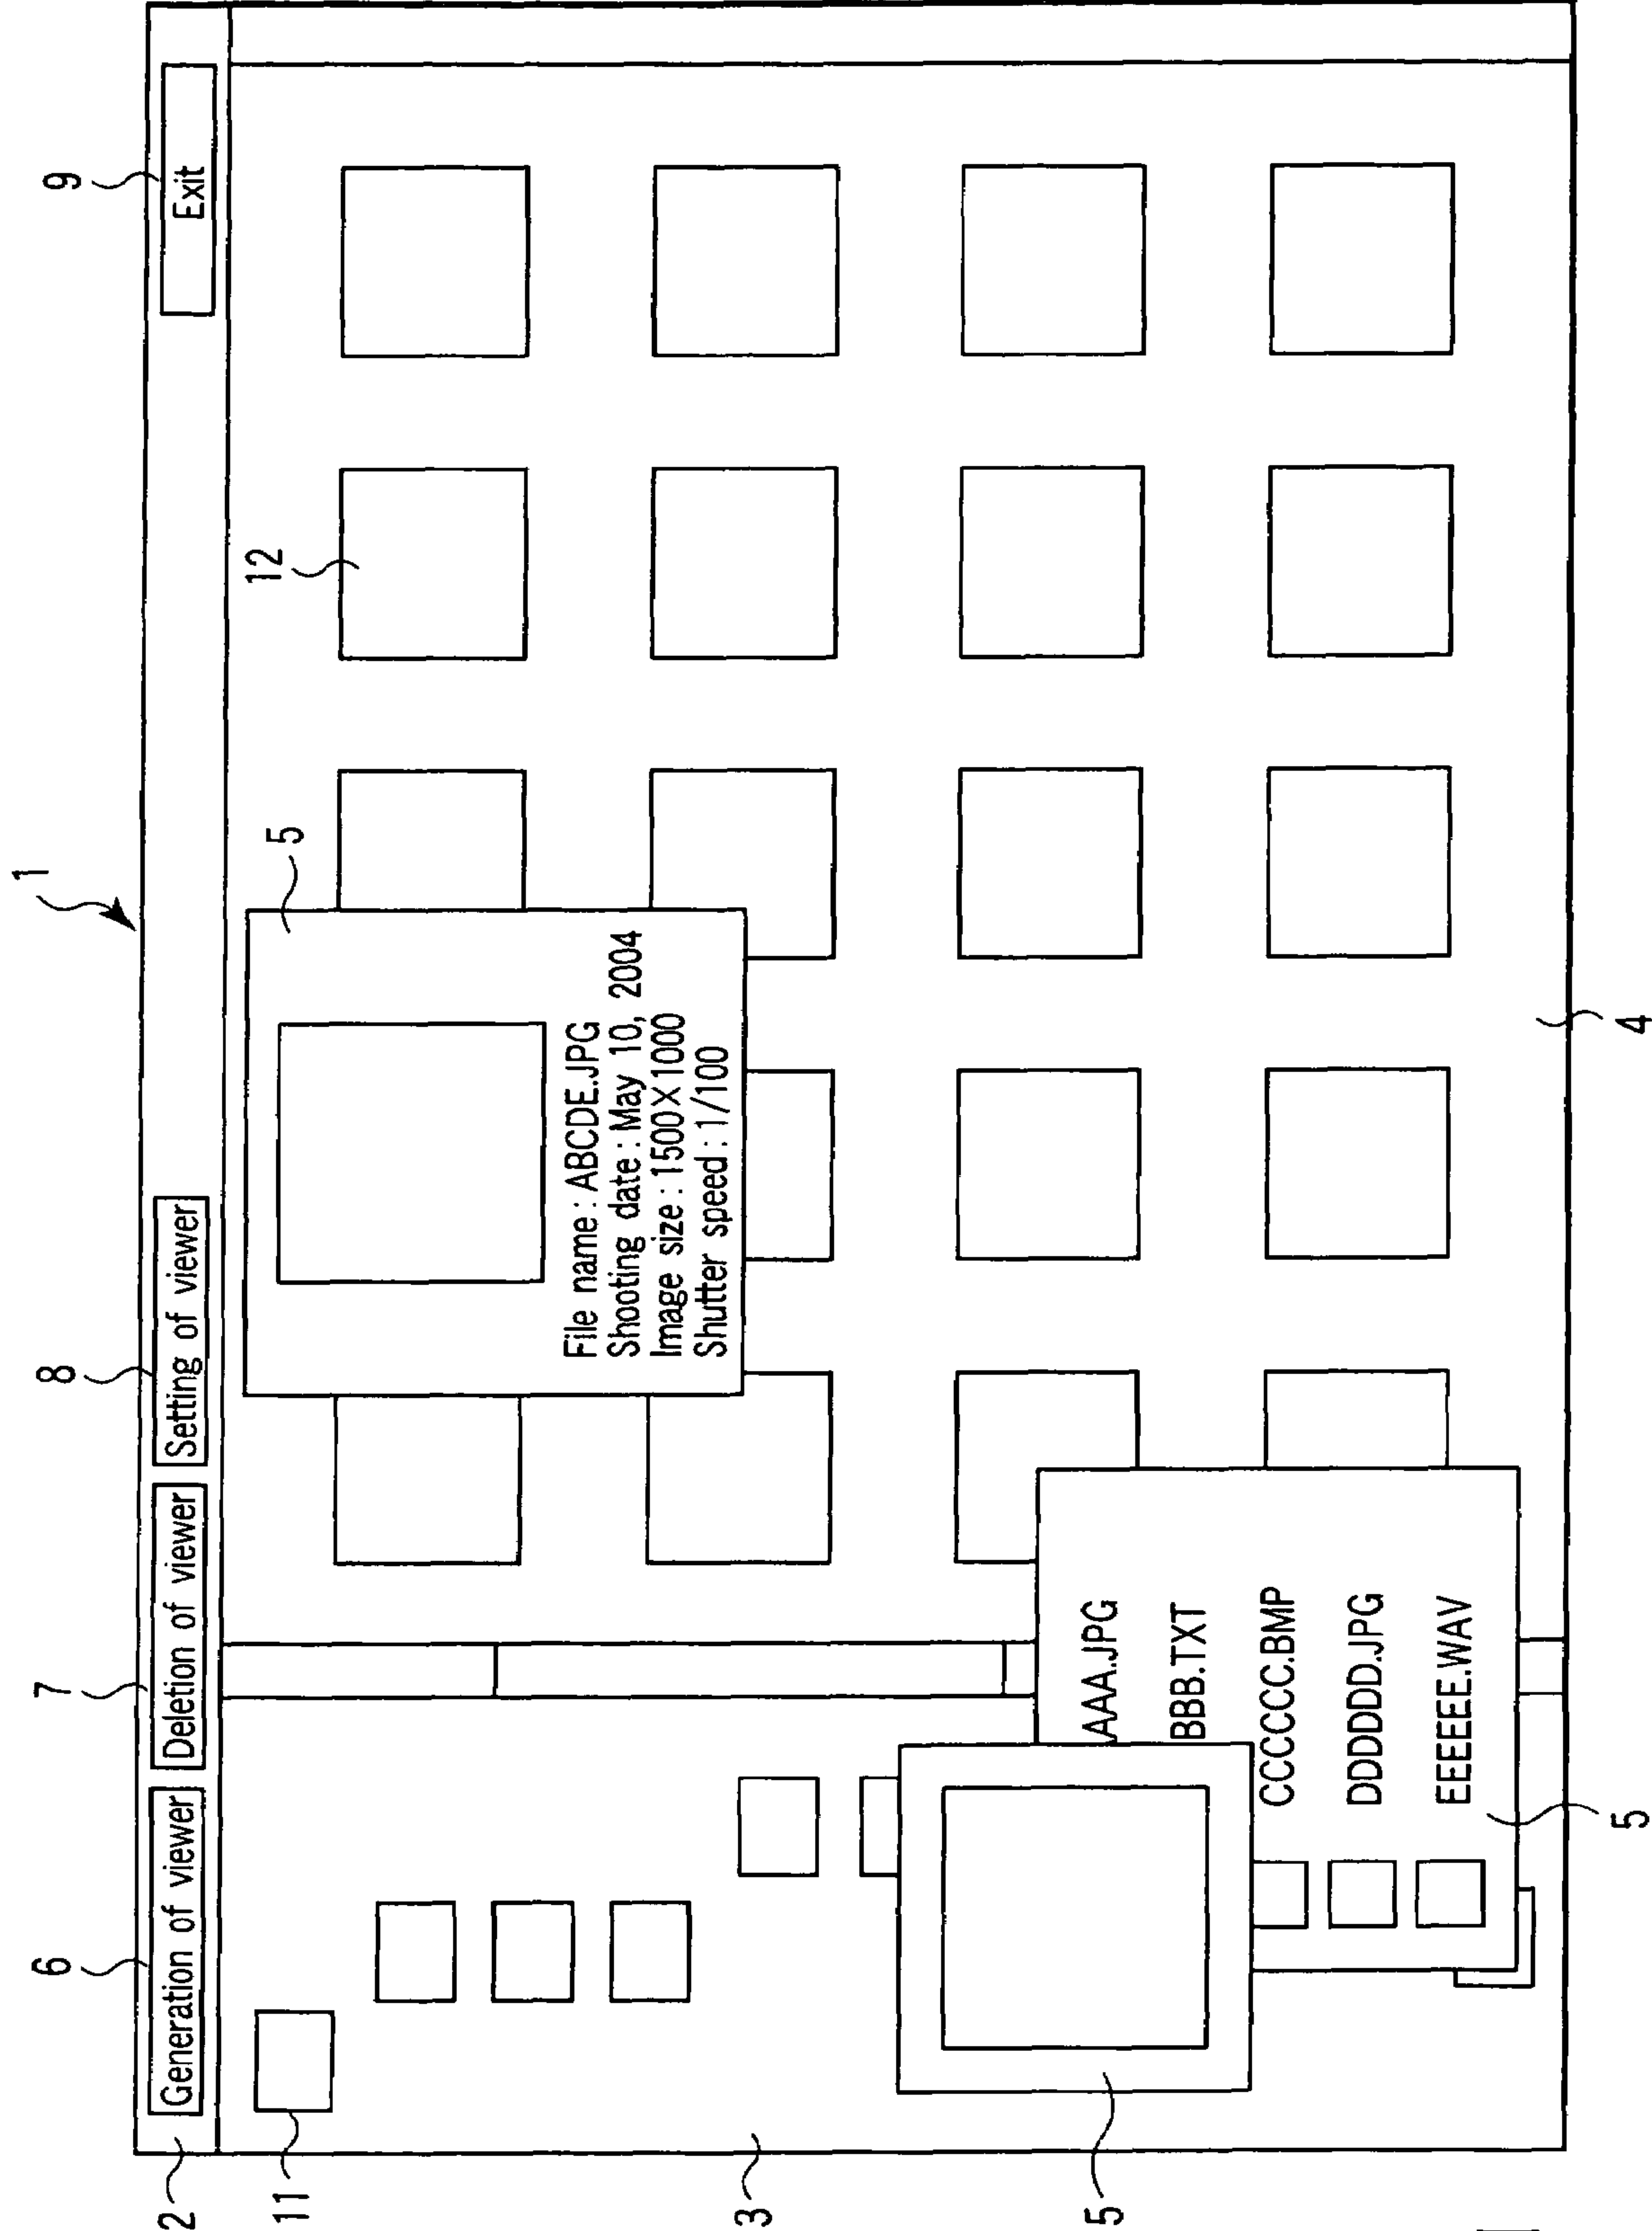 1
6
7
8
9
Generation of viewer
Deletion of viewer
Setting of viewer
Exit
2
11
12
5
File name : ABCDE.JPG
Shooting date : May 10, 2004
Image size : 1500X1000
Shutter speed : 1/100
3
AAA.JPG
BBB.TXT
CCCCCC.BMP
DDDDDD.JPG
EEEEEE.WAV
5
5
4